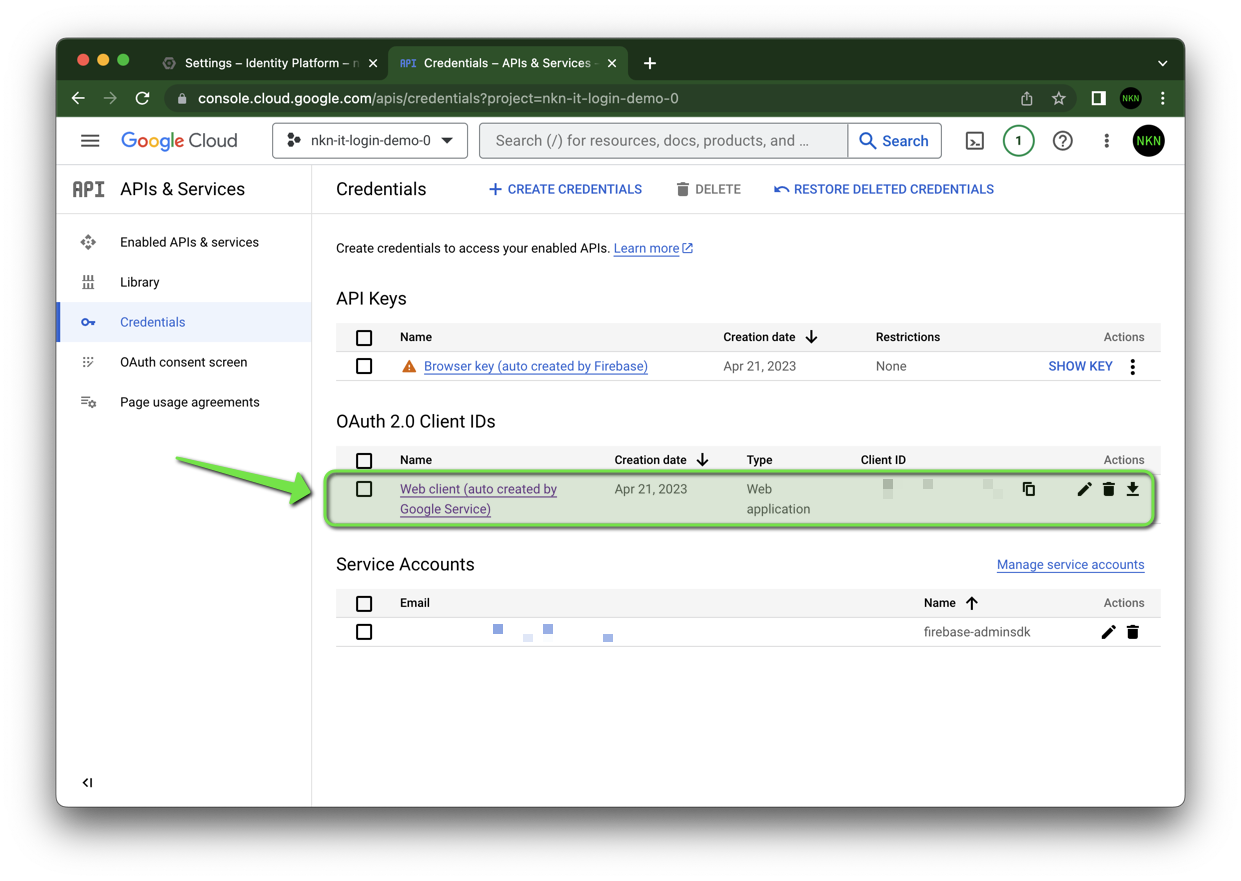 Settings – Identity Platform – n
API Credentials – APIs & Services -
console.cloud.google.com/apis/credentials?project=nkn-it-login-demo-0
NKN
Google Cloud
nkn-it-login-demo-0
Search (/) for resources, docs, products, and ...
Search
1
NKN
API APIs & Services
Credentials
CREATE CREDENTIALS
DELETE
RESTORE DELETED CREDENTIALS
Enabled APIs & services
Library
Credentials
OAuth consent screen
Page usage agreements
Create credentials to access your enabled APIs. Learn more
API Keys
Name Creation date Restrictions Actions
Browser key (auto created by Firebase) Apr 21, 2023 None SHOW KEY
OAuth 2.0 Client IDs
Name Creation date Type Client ID Actions
Web client (auto created by Apr 21, 2023 Web
Google Service) application
Service Accounts Manage service accounts
Email Name Actions
firebase-adminsdk